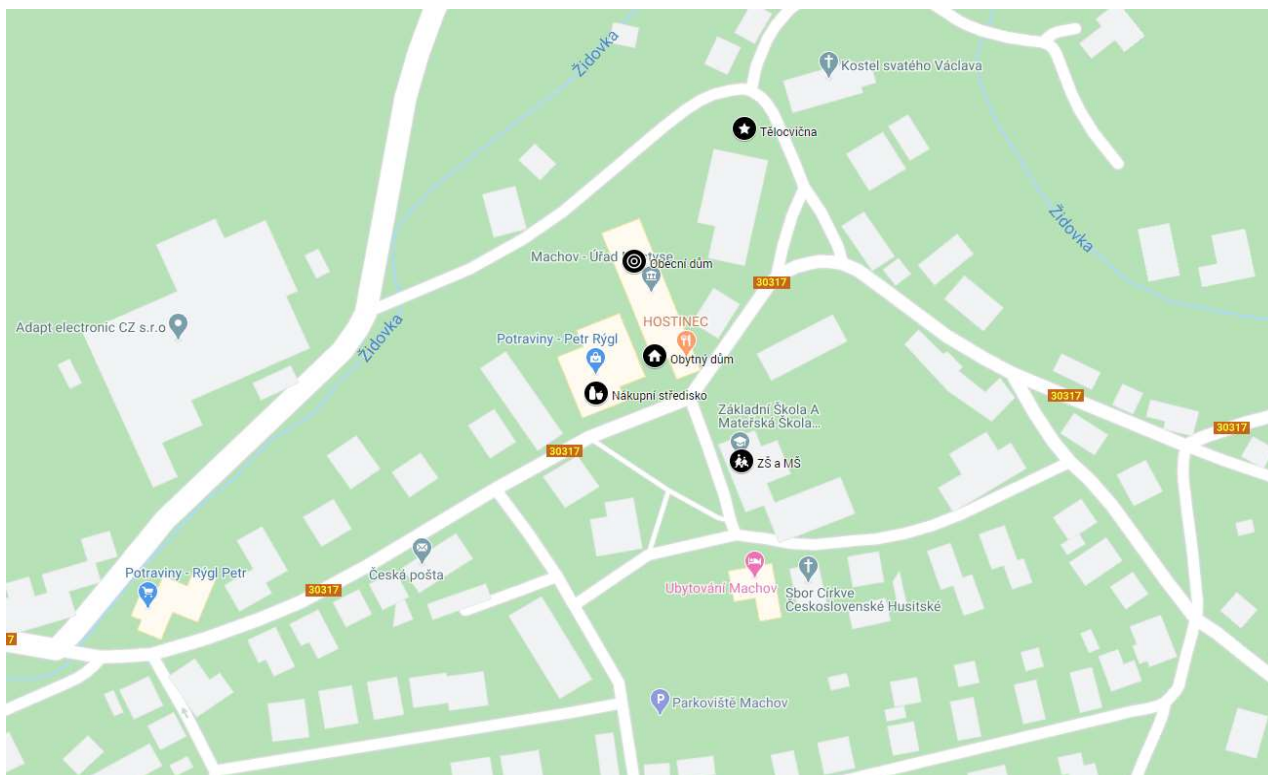 Židovka
Kostel svatého Václava
Tělocvična
Židovka
Machov - Úřad
Obecní dům
30317
Adapt electronic CZ s.r.o
Židovka
HOSTINEC
Potraviny - Petr Rýgl
Obytný dům
Nákupní středisko
30317
Základní Škola A
Mateřská Škola...
30317
30317
ZŠ a MŠ
Česká pošta
Potraviny - Rýgl Petr
30317
Ubytování Machov
Sbor Církve
Československé Husitské
7
Parkoviště Machov